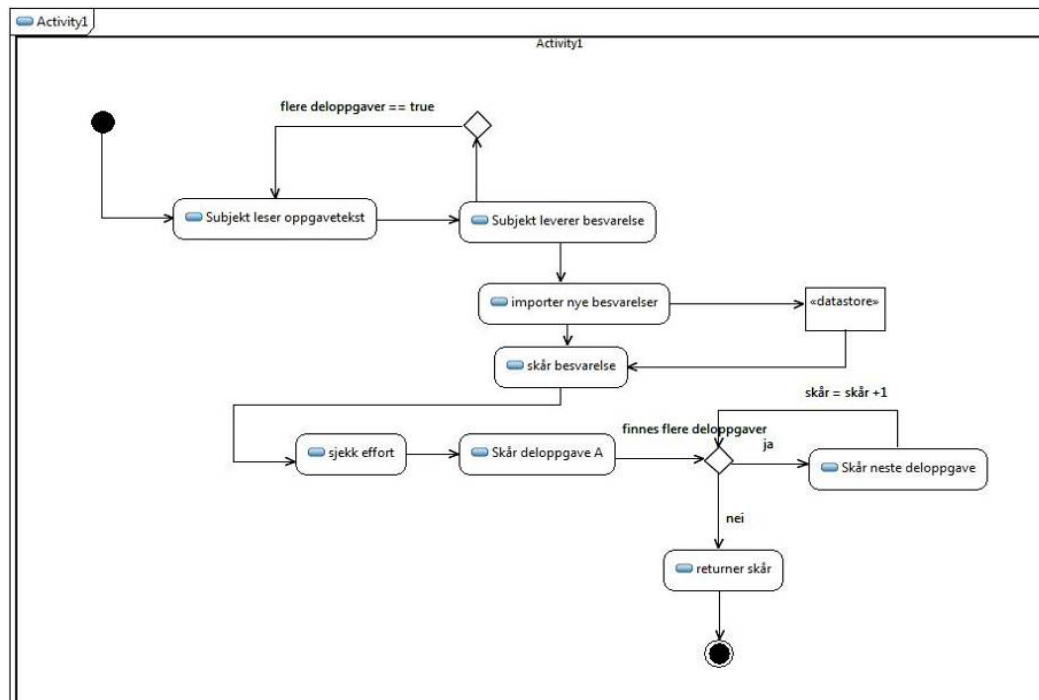 Activity1
Activity1
flere deloppgaver == true
Subjekt leser oppgavetekst
Subjekt leverer besvarelse
importer nye besvarelser
«datastore»
skår besvarelse
skår = skår +1
finnes flere deloppgaver
ja
sjekk effort
Skår deloppgave A
Skår neste deloppgave
nei
returner skår